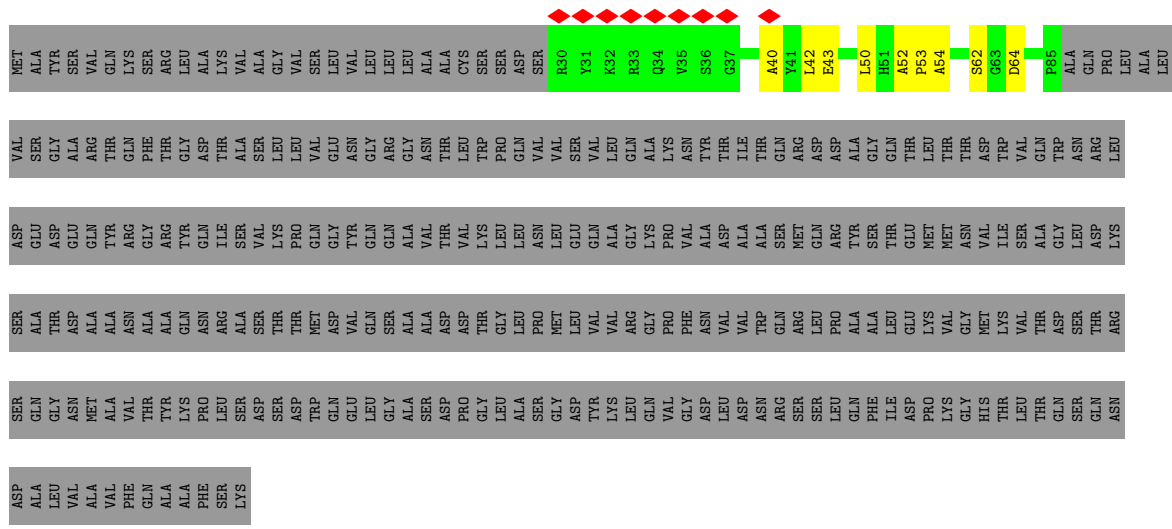 MET ALA TYR SER VAL GLN LYS SER ARG LEU ALA LYS VAL ALA GLY VAL SER LEU VAL LEU LEU LEU ALA ALA CYS SER SER ASP SER R30 Y31 K32 R33 Q34 V35 S36 G37 A40 Y41 L42 E43 L50 H51 A52 P53 A54 S62 G63 D64 P85 ALA GLN PRO LEU ALA LEU
VAL SER GLY ALA ARG THR GLN PHE THR GLY ASP THR ALA SER LEU LEU VAL GLU ASN GLY ARG GLY ASN THR LEU TRP PRO GLN VAL VAL SER VAL LEU GLN ALA LYS ASN TYR THR ILE THR GLN ARG ASP ASP ALA GLY GLN THR LEU THR THR ASP TRP VAL GLN TRP ASN ARG LEU
ASP GLU ASP GLU GLN TYR ARG GLY ARG TYR GLN ILE SER VAL LYS PRO GLN GLY TYR GLN GLN ALA VAL THR VAL LYS LEU LEU ASN LEU GLU GLN ALA GLY LYS PRO VAL ALA ASP ALA ALA SER MET GLN ARG TYR SER THR GLU MET MET ASN VAL ILE SER ALA GLY LEU ASP LYS
SER ALA THR ASP ALA ALA ASN ALA ALA GLN ASN ARG ALA SER THR THR MET ASP VAL GLN SER ALA ALA ASP ASP THR GLY LEU PRO MET LEU VAL VAL ARG GLY PRO PHE ASN VAL VAL TRP GLN ARG LEU PRO ALA ALA LEU GLU LYS VAL GLY MET LYS VAL THR ASP SER THR ARG
SER GLN GLY ASN MET ALA VAL THR TYR LYS PRO LEU SER ASP SER ASP TRP GLN GLU LEU GLY ALA SER ASP PRO GLY LEU ALA SER GLY ASP TYR LYS LEU GLN VAL GLY ASP LEU ASP ASN ARG SER SER LEU GLN PHE ILE ASP PRO LYS GLY HIS THR LEU THR GLN SER GLN ASN
ASP ALA LEU VAL ALA VAL PHE GLN ALA ALA PHE SER LYS